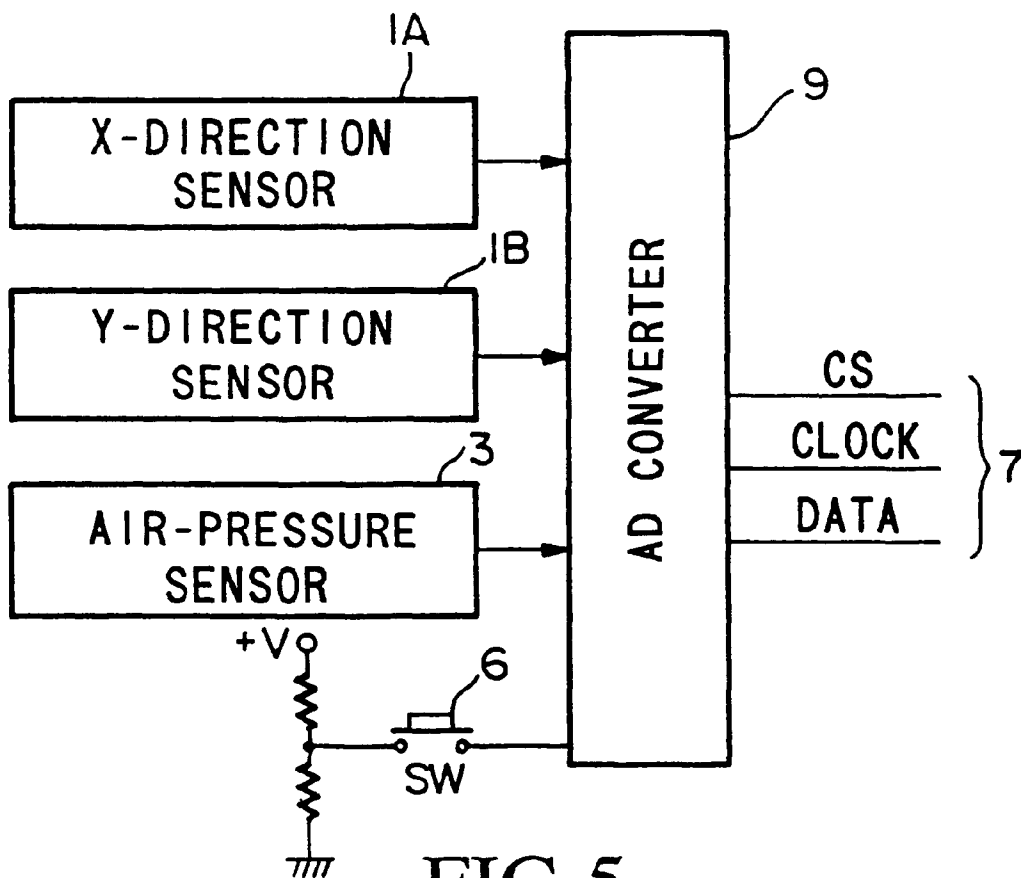 1A
X-DIRECTION
SENSOR
9
1B
Y-DIRECTION
SENSOR
AD CONVERTER
CS
CLOCK
DATA
7
3
AIR-PRESSURE
SENSOR
+V
6
SW
FIG.5